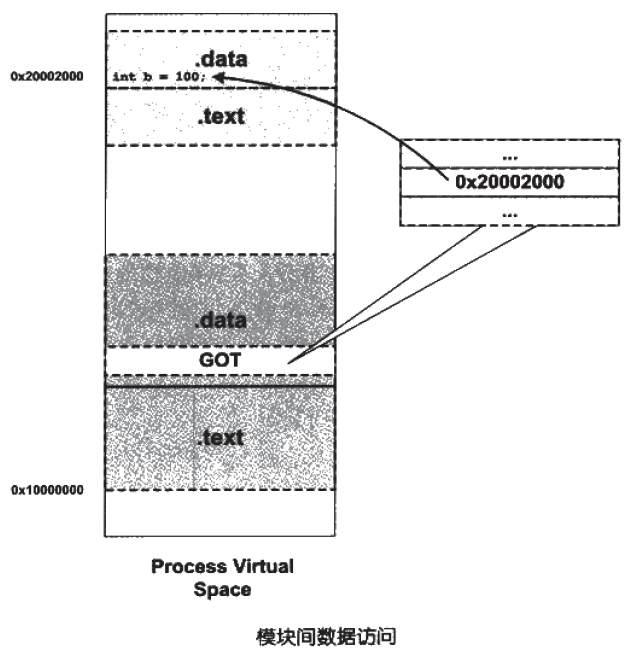 .data
0x20002000
int b = 100;
.text
...
0x20002000
...
.data
GOT
.text
0x10000000
Process Virtual
Space
模块间数据访问